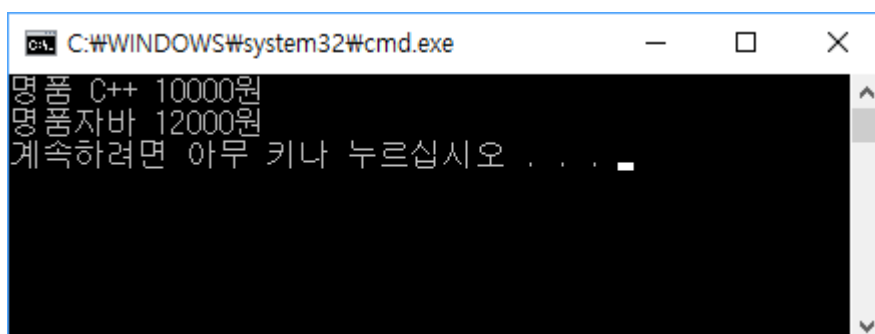 C:₩WINDOWS₩system32₩cmd.exe
명품 C++ 10000원
명품자바 12000원
계속하려면 아무 키나 누르십시오 . . .